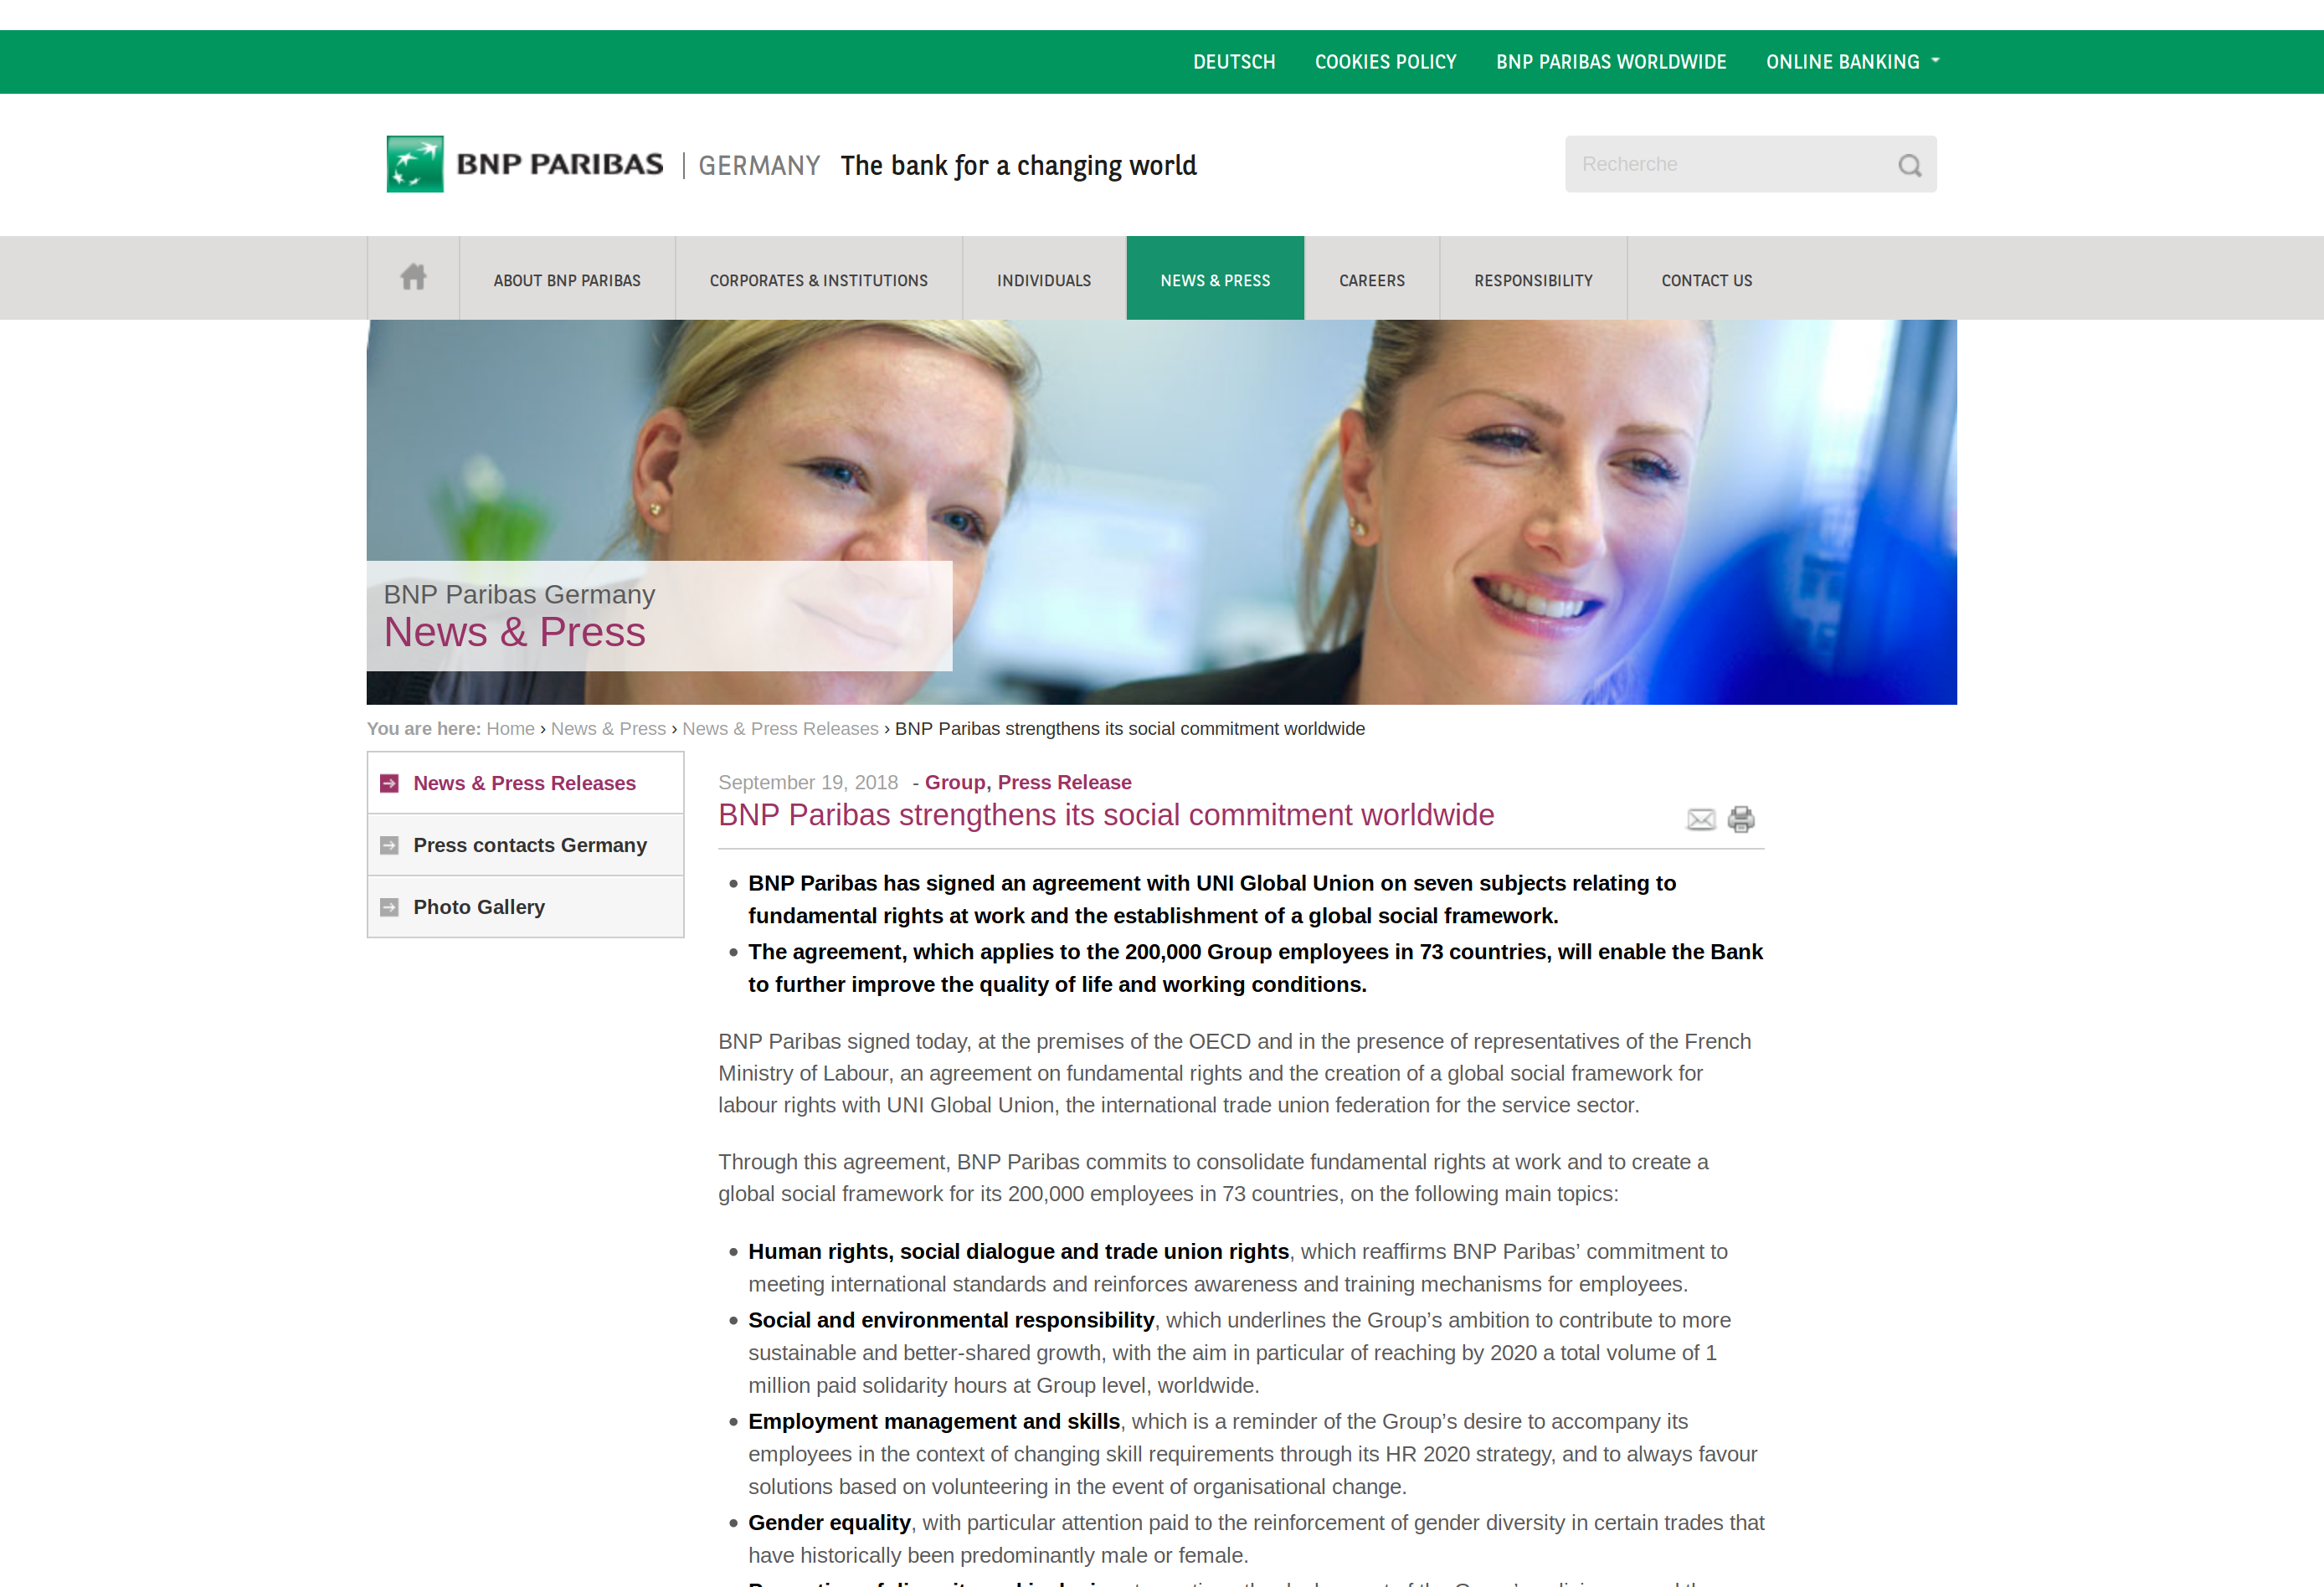 DEUTSCH COOKIES POLICY BNP PARIBAS WORLDWIDE ONLINE BANKING
BNP PARIBAS GERMANY The bank for a changing world
Recherche
ABOUT BNP PARIBAS CORPORATES & INSTITUTIONS INDIVIDUALS NEWS & PRESS CAREERS RESPONSIBILITY CONTACT US
BNP Paribas Germany
News & Press
You are here: Home › News & Press › News & Press Releases › BNP Paribas strengthens its social commitment worldwide
News & Press Releases
Press contacts Germany
Photo Gallery
September 19, 2018 - Group, Press Release
BNP Paribas strengthens its social commitment worldwide
• BNP Paribas has signed an agreement with UNI Global Union on seven subjects relating to
fundamental rights at work and the establishment of a global social framework.
• The agreement, which applies to the 200,000 Group employees in 73 countries, will enable the Bank
to further improve the quality of life and working conditions.
BNP Paribas signed today, at the premises of the OECD and in the presence of representatives of the French
Ministry of Labour, an agreement on fundamental rights and the creation of a global social framework for
labour rights with UNI Global Union, the international trade union federation for the service sector.
Through this agreement, BNP Paribas commits to consolidate fundamental rights at work and to create a
global social framework for its 200,000 employees in 73 countries, on the following main topics:
• Human rights, social dialogue and trade union rights, which reaffirms BNP Paribas’ commitment to
meeting international standards and reinforces awareness and training mechanisms for employees.
• Social and environmental responsibility, which underlines the Group’s ambition to contribute to more
sustainable and better-shared growth, with the aim in particular of reaching by 2020 a total volume of 1
million paid solidarity hours at Group level, worldwide.
• Employment management and skills, which is a reminder of the Group’s desire to accompany its
employees in the context of changing skill requirements through its HR 2020 strategy, and to always favour
solutions based on volunteering in the event of organisational change.
• Gender equality, with particular attention paid to the reinforcement of gender diversity in certain trades that
have historically been predominantly male or female.